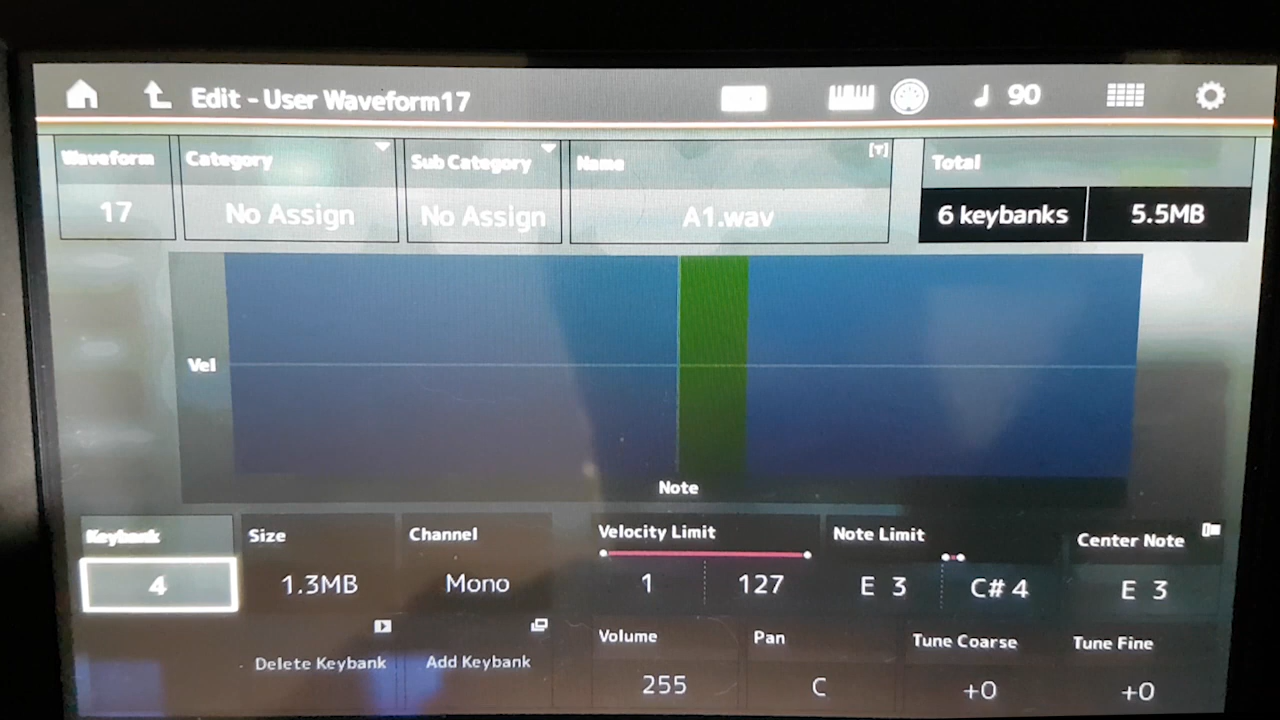 Edit - User Waveform17
90
Waveform
Category
Sub Category
Name
Total
17
No Assign
No Assign
A1.wav
6 keybanks
5.5MB
Vel
Note
Keybank
Size
Channel
Velocity Limit
Note Limit
Center Note
4
1.3MB
Mono
1
127
E 3
C# 4
E 3
Delete Keybank
Add Keybank
Volume
Pan
Tune Coarse
Tune Fine
255
C
+0
+0